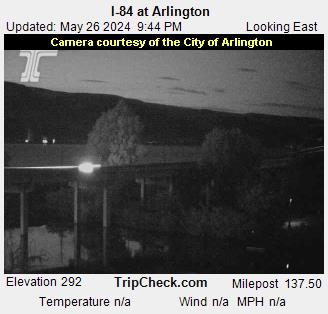 I-84 at Arlington
Updated: May 26 2024 9:44 PM Looking East
Camera courtesy of the City of Arlington
Elevation 292 TripCheck.com Milepost 137.50
Temperature n/a Wind n/a MPH n/a